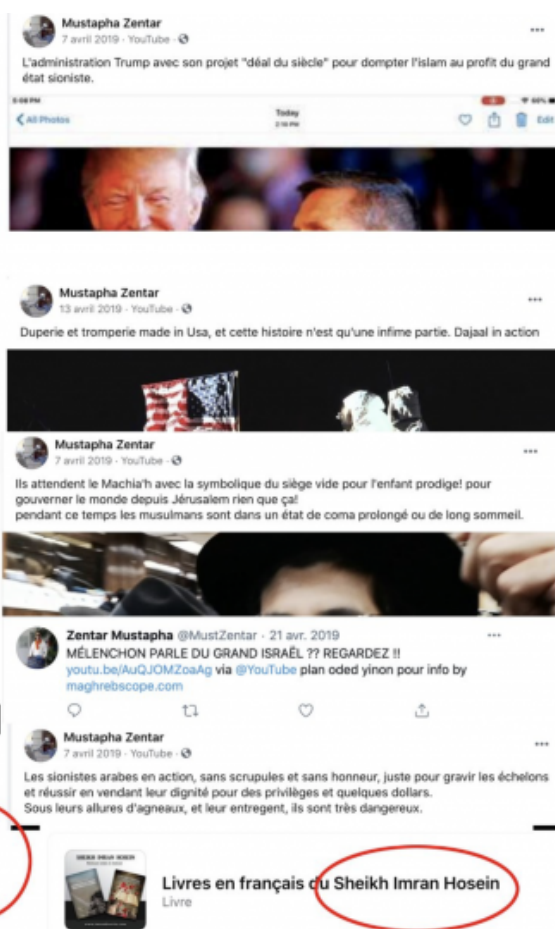 Mustapha Zentar
7 avril 2019 · YouTube ·
L'administration Trump avec son projet "déal du siècle" pour dompter l'islam au profit du grand
état sioniste.
All Photos
Today
2:16 PM
60%
Edit
Mustapha Zentar
13 avril 2019 · YouTube ·
Duperie et tromperie made in Usa, et cette histoire n'est qu'une infime partie. Dajaal in action
Mustapha Zentar
7 avril 2019 · YouTube ·
Ils attendent le Machia'h avec la symbolique du siège vide pour l'enfant prodige! pour
gouverner le monde depuis Jérusalem rien que ça!
pendant ce temps les musulmans sont dans un état de coma prolongé ou de long sommeil.
Zentar Mustapha @MustZentar · 21 avr. 2019
MÉLENCHON PARLE DU GRAND ISRAËL ?? REGARDEZ !!
youtu.be/AuQJOMZoaAg via @YouTube plan oded yinon pour info by
maghrebscope.com
Mustapha Zentar
7 avril 2019 · YouTube ·
Les sionistes arabes en action, sans scrupules et sans honneur, juste pour gravir les échelons
et réussir en vendant leur dignité pour des privilèges et quelques dollars.
Sous leurs allures d'agneaux, et leur entregent, ils sont très dangereux.
SHEIKH IMRAN HOSEIN
Livres en français du Sheikh Imran Hosein
Livre